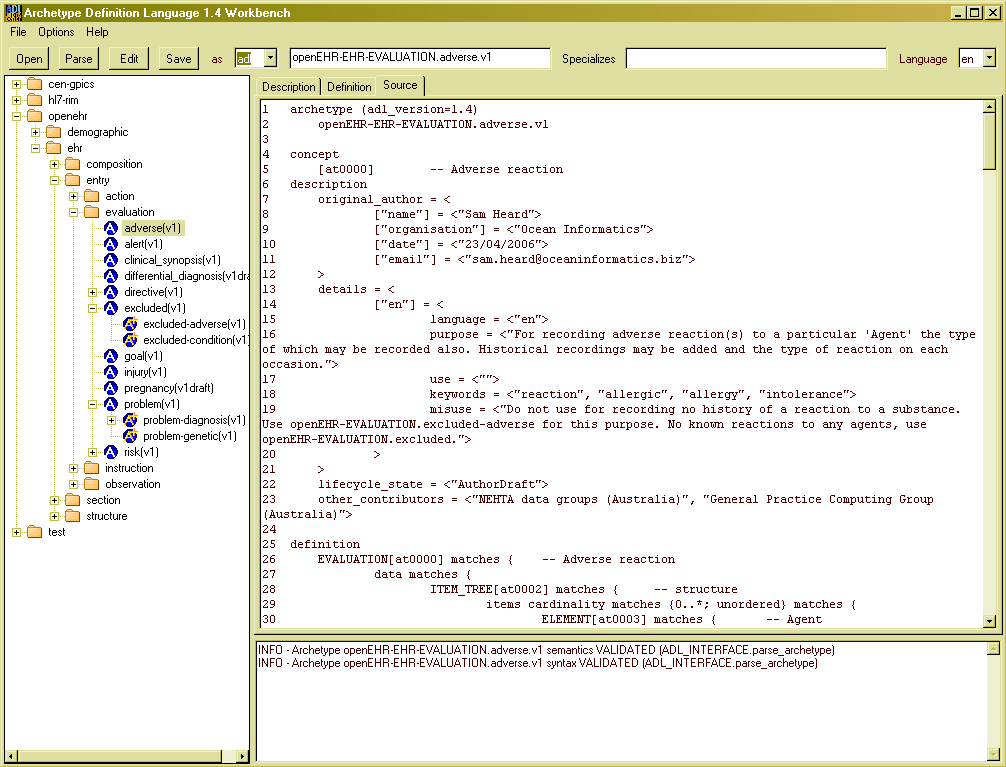 Archetype Definition Language 1.4 Workbench
File Options Help
Open Parse Edit Save as adl openEHR-EHR-EVALUATION.adverse.v1 Specializes Language en
cen-gpics
hl7-rim
openehr
demographic
ehr
composition
entry
action
evaluation
adverse(v1)
alert(v1)
clinical_synopsis(v1)
differential_diagnosis(v1dra
directive(v1)
excluded(v1)
excluded-adverse(v1)
excluded-condition(v1)
goal(v1)
injury(v1)
pregnancy(v1draft)
problem(v1)
problem-diagnosis(v1)
problem-genetic(v1)
risk(v1)
instruction
observation
section
structure
test
Description Definition Source
1 archetype (adl_version=1.4)
2 openEHR-EHR-EVALUATION.adverse.v1
3
4 concept
5 [at0000] -- Adverse reaction
6 description
7 original_author = <
8 ["name"] = <"Sam Heard">
9 ["organisation"] = <"Ocean Informatics">
10 ["date"] = <"23/04/2006">
11 ["email"] = <"sam.heard@oceaninformatics.biz">
12 >
13 details = <
14 ["en"] = <
15 language = <"en">
16 purpose = <"For recording adverse reaction(s) to a particular 'Agent' the type
of which may be recorded also. Historical recordings may be added and the type of reaction on each
occasion.">
17 use = <"">
18 keywords = <"reaction", "allergic", "allergy", "intolerance">
19 misuse = <"Do not use for recording no history of a reaction to a substance.
Use openEHR-EVALUATION.excluded-adverse for this purpose. No known reactions to any agents, use
openEHR-EVALUATION.excluded.">
20 >
21 >
22 lifecycle_state = <"AuthorDraft">
23 other_contributors = <"NEHTA data groups (Australia)", "General Practice Computing Group
(Australia)">
24
25 definition
26 EVALUATION[at0000] matches { -- Adverse reaction
27 data matches {
28 ITEM_TREE[at0002] matches { -- structure
29 items cardinality matches {0..*; unordered} matches {
30 ELEMENT[at0003] matches { -- Agent
INFO - Archetype openEHR-EHR-EVALUATION.adverse.v1 semantics VALIDATED (ADL_INTERFACE.parse_archetype)
INFO - Archetype openEHR-EHR-EVALUATION.adverse.v1 syntax VALIDATED (ADL_INTERFACE.parse_archetype)